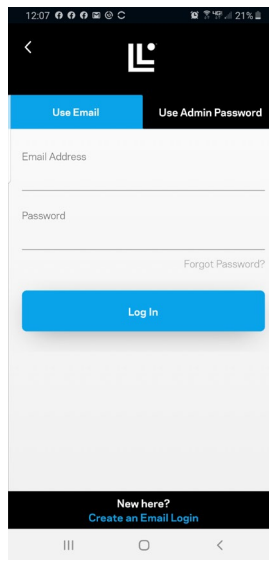 12:07
21%
Use Email Use Admin Password
Email Address
Password
Forgot Password?
Log In
New here?
Create an Email Login